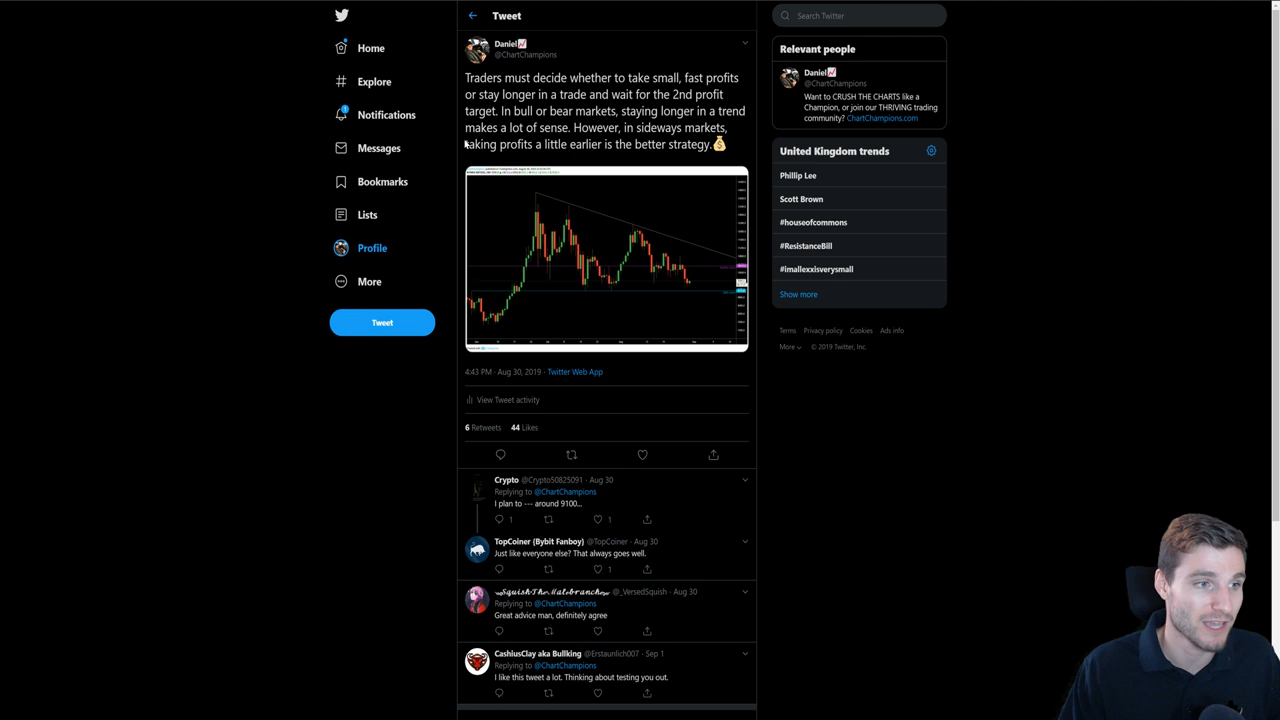 Tweet
Search Twitter
Home
Explore
Notifications
1
Messages
Bookmarks
Lists
Profile
More
Tweet
Daniel📈
@ChartChampions
Traders must decide whether to take small, fast profits
or stay longer in a trade and wait for the 2nd profit
target. In bull or bear markets, staying longer in a trend
makes a lot of sense. However, in sideways markets,
taking profits a little earlier is the better strategy.💰
4:43 PM · Aug 30, 2019 · Twitter Web App
View Tweet activity
6 Retweets 44 Likes
Crypto @Crypto50825091 · Aug 30
Replying to @ChartChampions
I plan to --- around 9100...
1 1
TopCoiner {Bybit Fanboy} @TopCoiner · Aug 30
Just like everyone else? That always goes well.
1
@_VersedSquish · Aug 30
Replying to @ChartChampions
Great advice man, definitely agree
CashiusClay aka Bullking @Erstaunlich007 · Sep 1
Replying to @ChartChampions
I like this tweet a lot. Thinking about testing you out.
Relevant people
Daniel📈
@ChartChampions
Want to CRUSH THE CHARTS like a
Champion, or join our THRIVING trading
community? ChartChampions.com
United Kingdom trends
Phillip Lee
Scott Brown
#houseofcommons
#ResistanceBill
#imallexxisverysmall
Show more
Terms Privacy policy Cookies Ads info
More © 2019 Twitter, Inc.